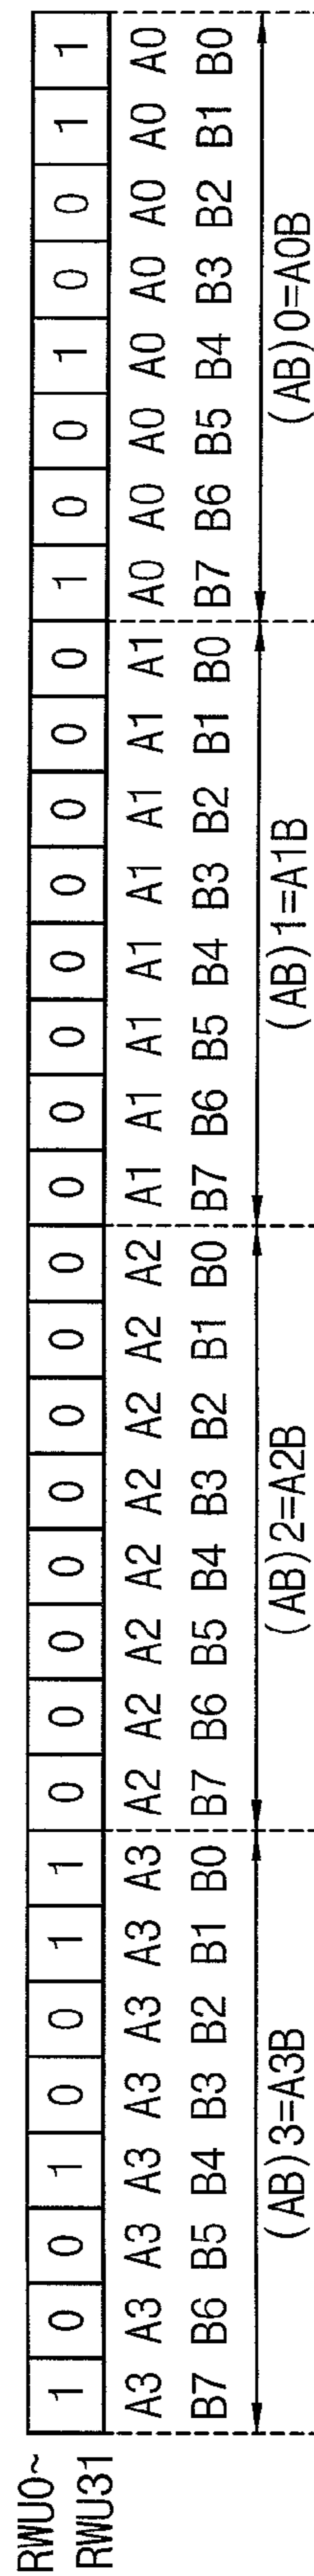 RWU0~ RWU31
1 0 0 1 0 0 1 1 0 0 0 0 0 0 0 0 0 0 0 0 0 0 0 0 1 0 0 1 0 0 1 1
A3 A3 A3 A3 A3 A3 A3 A3 A2 A2 A2 A2 A2 A2 A2 A2 A1 A1 A1 A1 A1 A1 A1 A1 A0 A0 A0 A0 A0 A0 A0 A0
B7 B6 B5 B4 B3 B2 B1 B0 B7 B6 B5 B4 B3 B2 B1 B0 B7 B6 B5 B4 B3 B2 B1 B0 B7 B6 B5 B4 B3 B2 B1 B0
(AB)3=A3B (AB)2=A2B (AB)1=A1B (AB)0=A0B